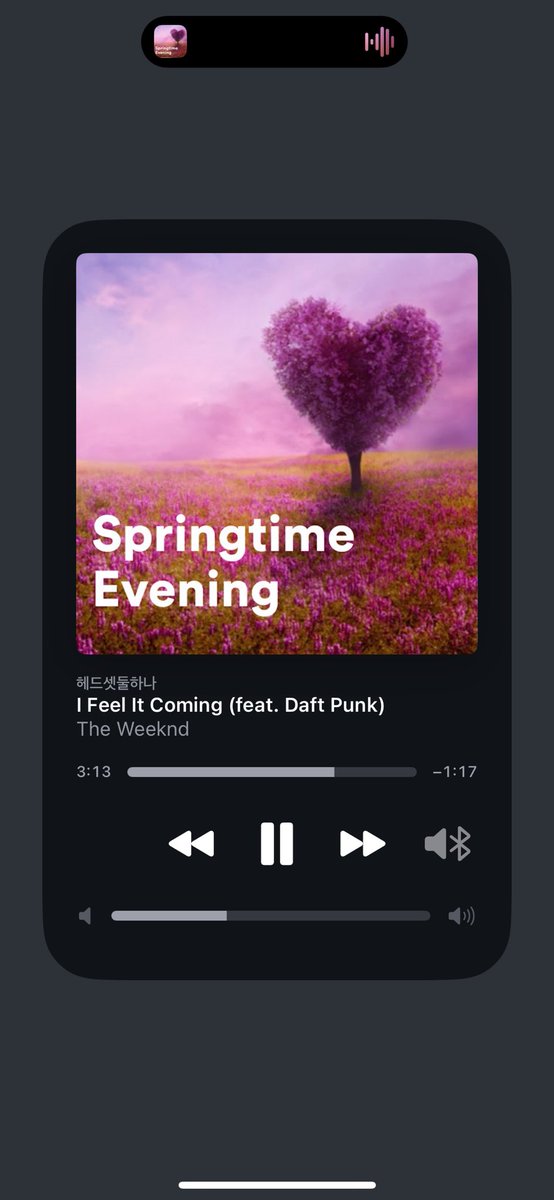 Springtime
Evening
Springtime
Evening
헤드셋둘하나
I Feel It Coming (feat. Daft Punk)
The Weeknd
3:13
−1:17